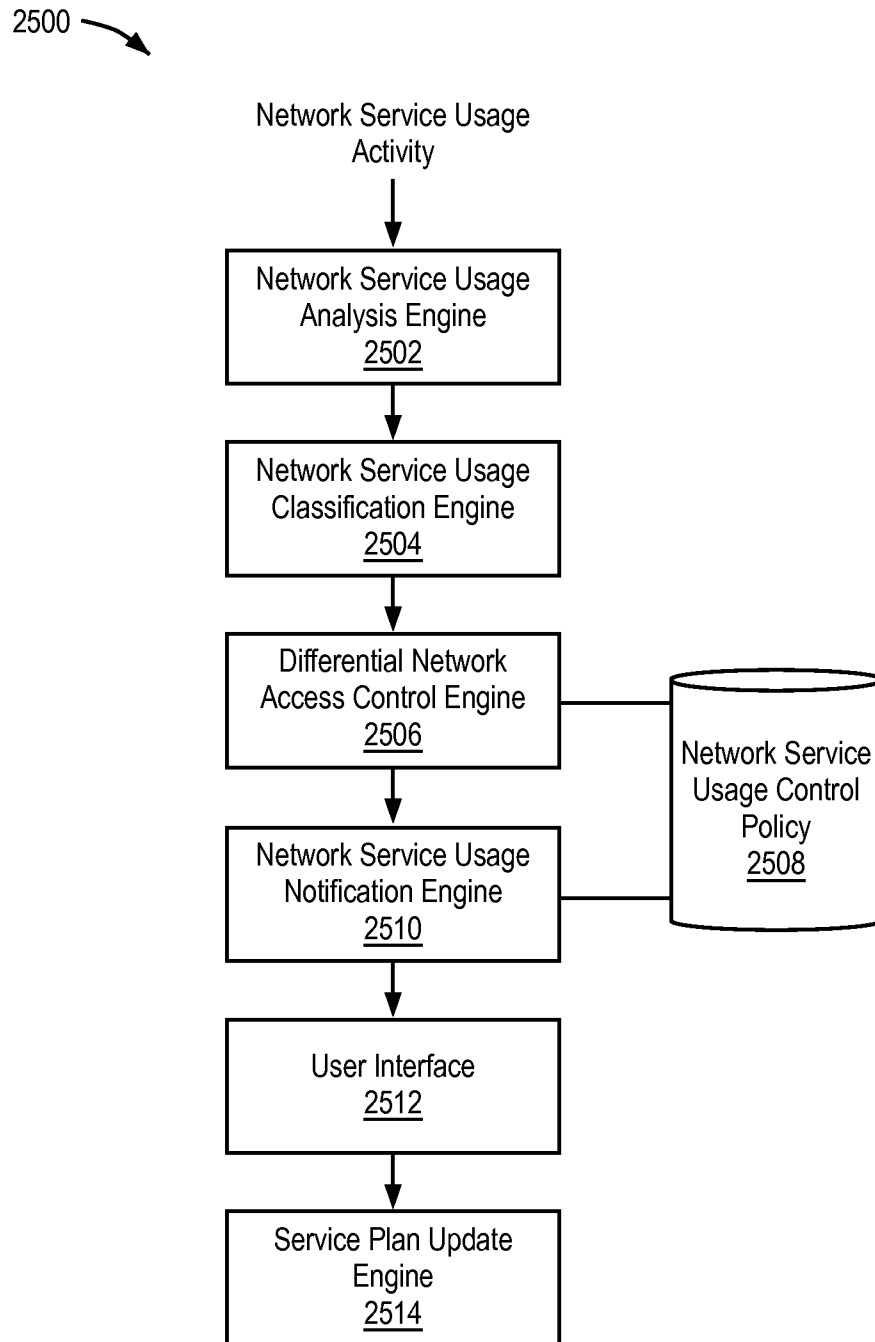 2500
Network Service Usage
Activity
Network Service Usage
Analysis Engine
2502
Network Service Usage
Classification Engine
2504
Differential Network
Access Control Engine
2506
Network Service
Usage Control
Policy
2508
Network Service Usage
Notification Engine
2510
User Interface
2512
Service Plan Update
Engine
2514